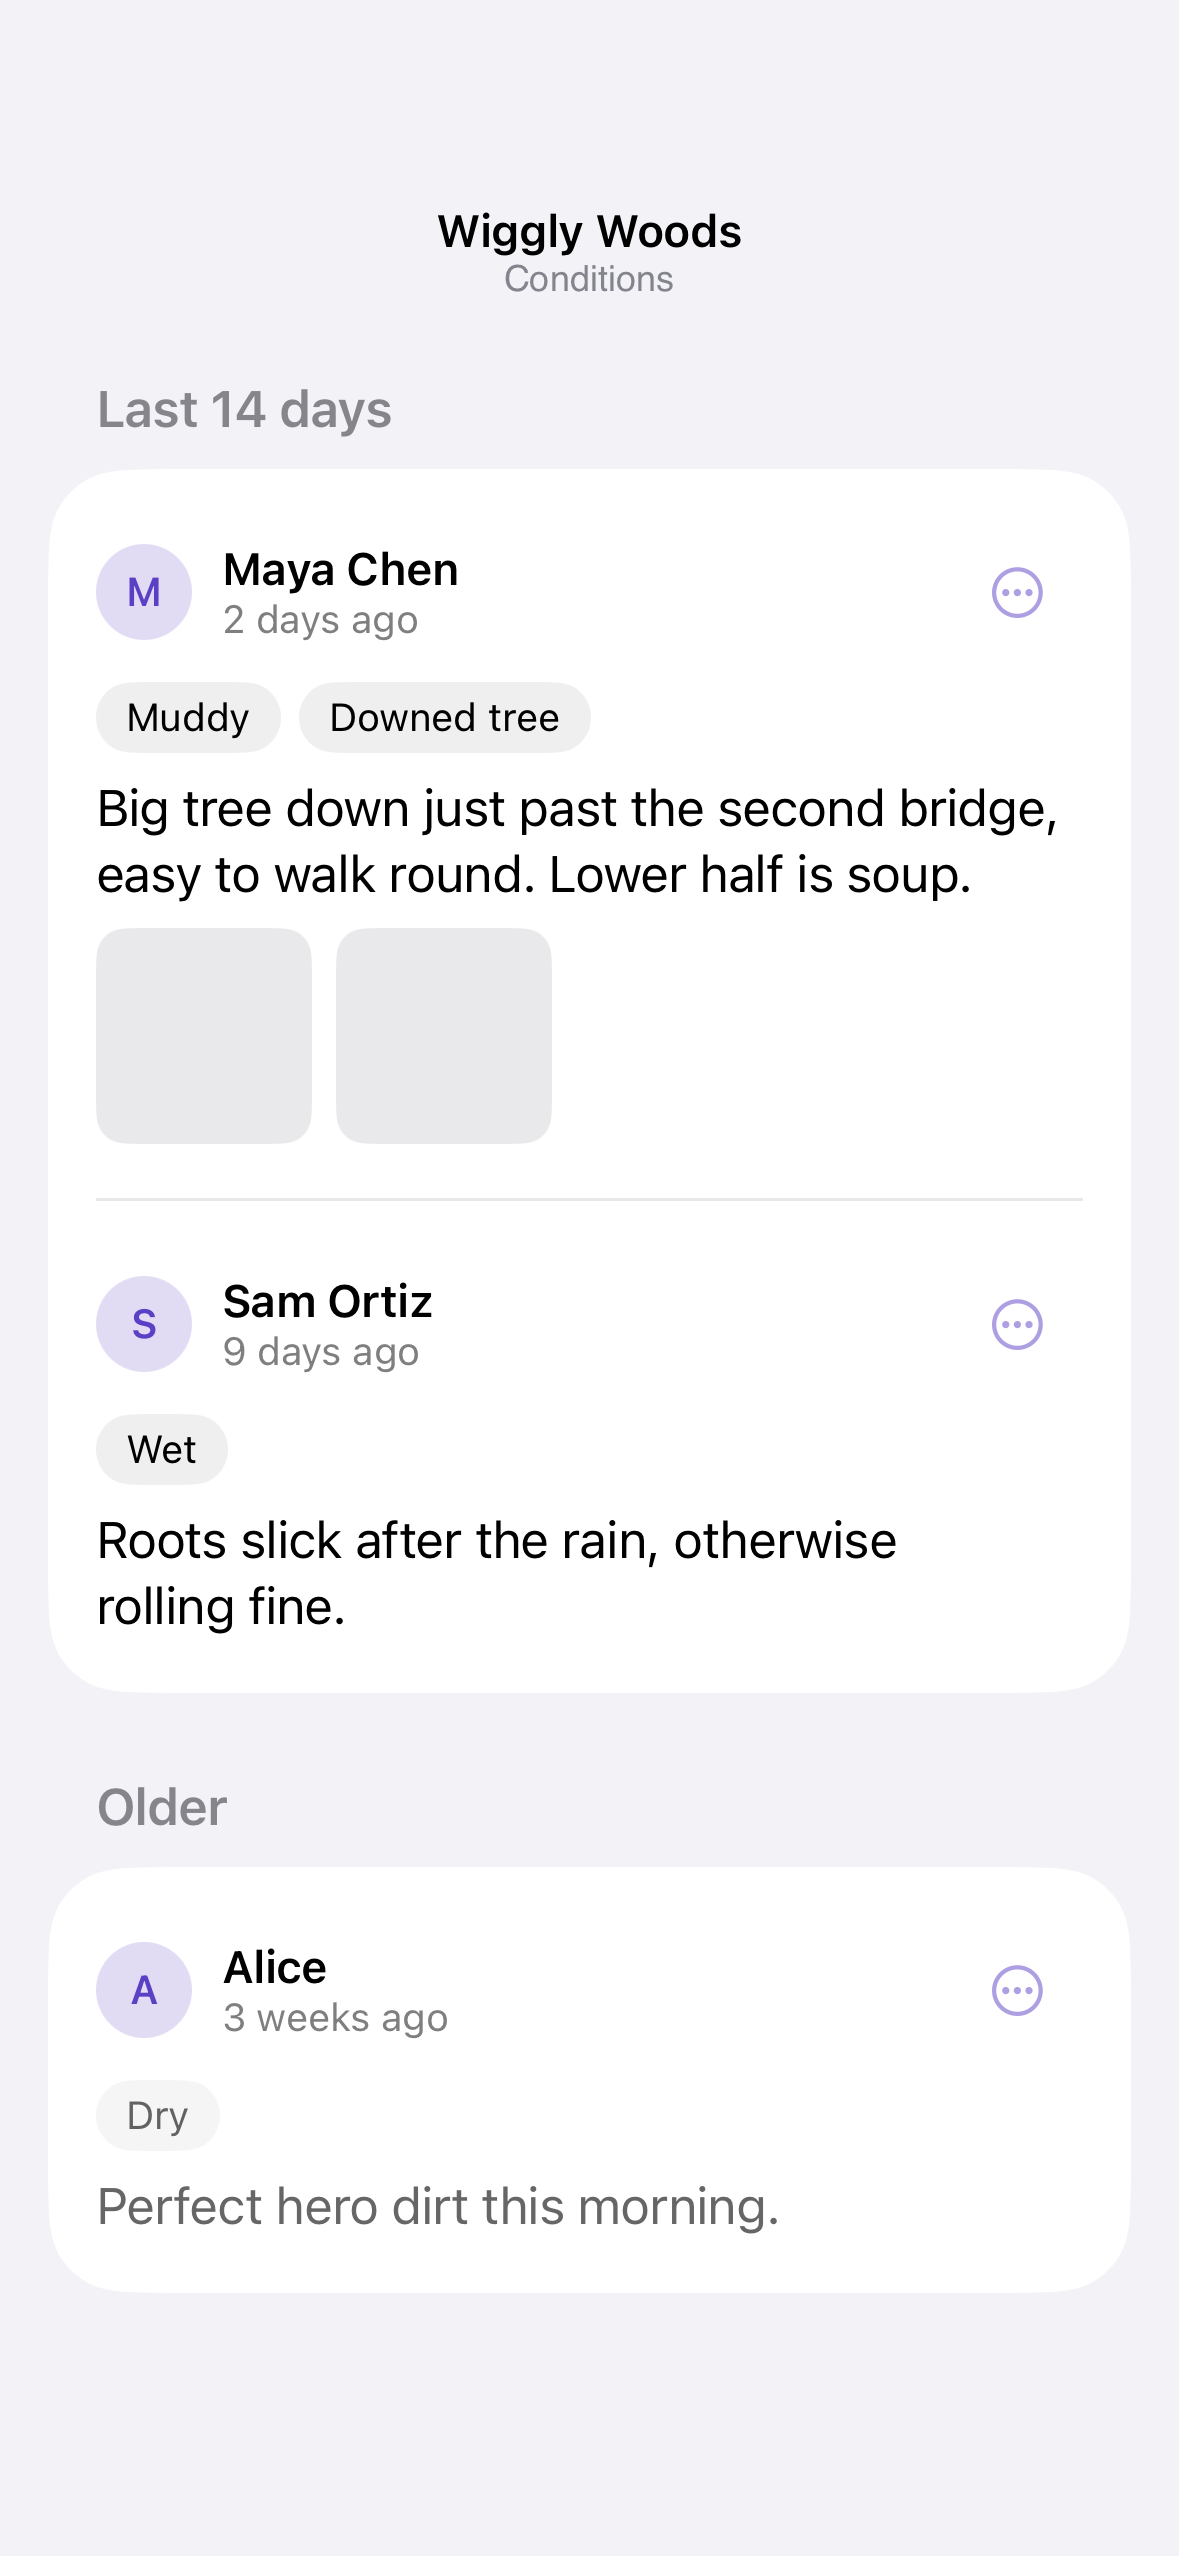 Wiggly Woods
Conditions
Last 14 days
M
Maya Chen
2 days ago
Muddy
Downed tree
Big tree down just past the second bridge,
easy to walk round. Lower half is soup.
S
Sam Ortiz
9 days ago
Wet
Roots slick after the rain, otherwise
rolling fine.
Older
A
Alice
3 weeks ago
Dry
Perfect hero dirt this morning.